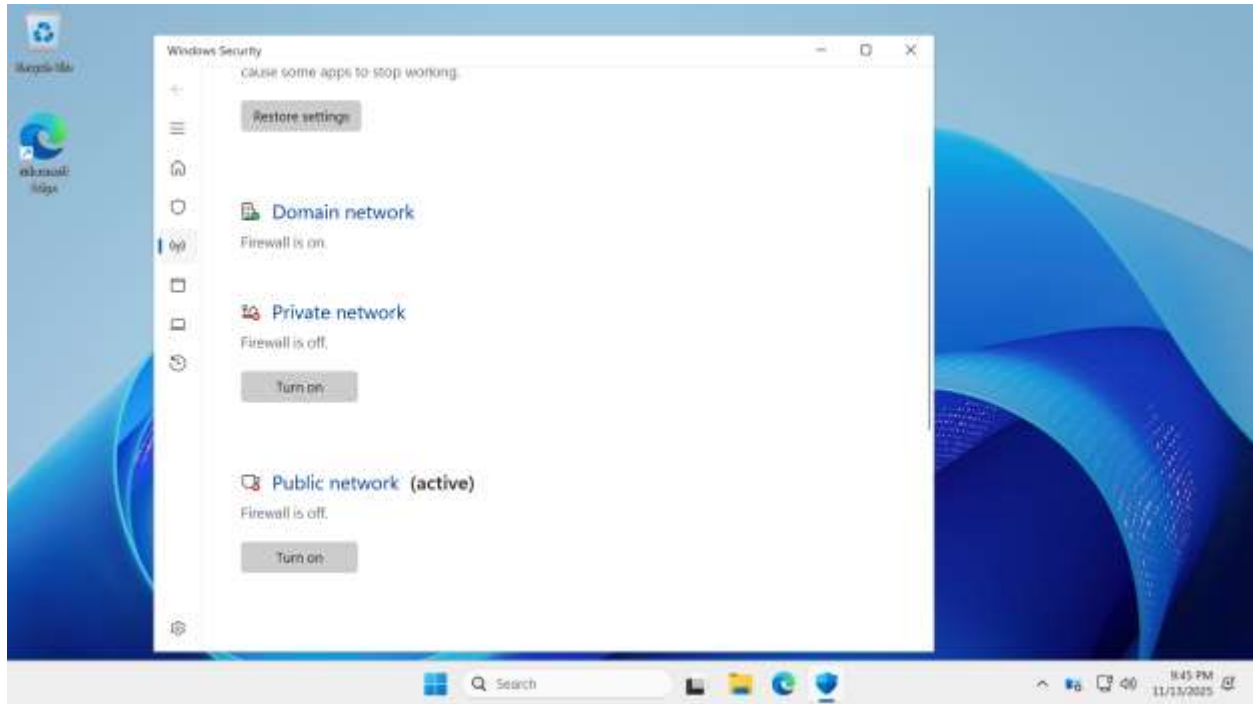 Windows Security
cause some apps to stop working.
Restore settings
Domain network
Firewall is on.
Private network
Firewall is off.
Turn on
Public network (active)
Firewall is off.
Turn on
Search
9:45 PM
11/13/2025